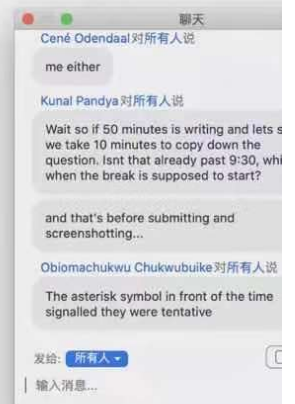 聊天
Cené Odendaal对所有人说
me either
Kunal Pandya对所有人说
Wait so if 50 minutes is writing and lets s
we take 10 minutes to copy down the
question. Isnt that already past 9:30, whi
when the break is supposed to start?
and that's before submitting and
screenshotting...
Obiomachukwu Chukwubuike对所有人说
The asterisk symbol in front of the time
signalled they were tentative
发给: 所有人
输入消息...